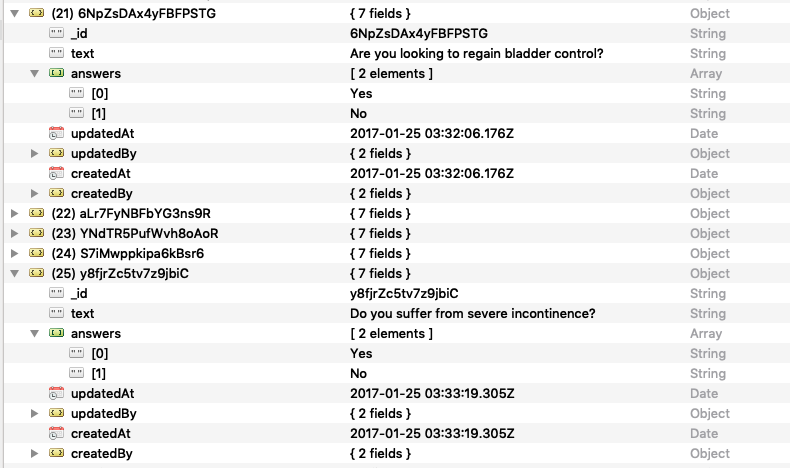 (21) 6NpZsDAx4yFBFPSTG { 7 fields } Object
_id 6NpZsDAx4yFBFPSTG String
text Are you looking to regain bladder control? String
answers [ 2 elements ] Array
[0] Yes String
[1] No String
updatedAt 2017-01-25 03:32:06.176Z Date
updatedBy { 2 fields } Object
createdAt 2017-01-25 03:32:06.176Z Date
createdBy { 2 fields } Object
(22) aLr7FyNBFbYG3ns9R { 7 fields } Object
(23) YNdTR5PufWvh8oAoR { 7 fields } Object
(24) S7iMwppkipa6kBsr6 { 7 fields } Object
(25) y8fjrZc5tv7z9jbiC { 7 fields } Object
_id y8fjrZc5tv7z9jbiC String
text Do you suffer from severe incontinence? String
answers [ 2 elements ] Array
[0] Yes String
[1] No String
updatedAt 2017-01-25 03:33:19.305Z Date
updatedBy { 2 fields } Object
createdAt 2017-01-25 03:33:19.305Z Date
createdBy { 2 fields } Object